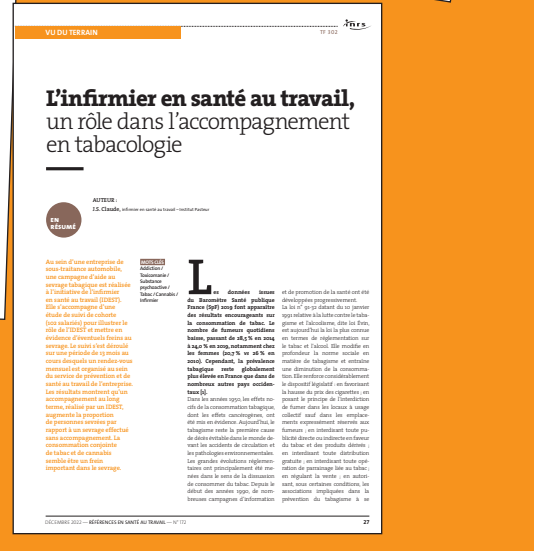 VU DU TERRAIN
TF 302
inrs
L'infirmier en santé au travail,
un rôle dans l'accompagnement
en tabacologie
EN
RÉSUMÉ
AUTEUR :
J.S. Claude, infirmier en santé au travail – Institut Pasteur
Au sein d'une entreprise de
sous-traitance automobile,
une campagne d'aide au
sevrage tabagique est réalisée
à l'initiative de l'infirmier
en santé au travail (IDEST).
Elle s'accompagne d'une
étude de suivi de cohorte
(102 salariés) pour illustrer le
rôle de l'IDEST et mettre en
évidence d'éventuels freins au
sevrage. Le suivi s'est déroulé
sur une période de 15 mois au
cours desquels un rendez-vous
mensuel est organisé au sein
du service de prévention et de
santé au travail de l'entreprise.
Les résultats montrent qu'un
accompagnement au long
terme, réalisé par un IDEST,
augmente la proportion
de personnes sevrées par
rapport à un sevrage effectué
sans accompagnement. La
consommation conjointe
de tabac et de cannabis
semble être un frein
important dans le sevrage.
MOTS CLÉS
Addiction /
Toxicomanie /
Substance
psychoactive /
Tabac / Cannabis /
Infirmier
Les données issues
du Baromètre Santé publique
France (SpF) 2019 font apparaître
des résultats encourageants sur
la consommation de tabac. Le
nombre de fumeurs quotidiens
baisse, passant de 28,5 % en 2014
à 24,0 % en 2019, notamment chez
les femmes (20,7 % vs 26 % en
2010). Cependant, la prévalence
tabagique reste globalement
plus élevée en France que dans de
nombreux autres pays occiden-
taux [1].
Dans les années 1950, les effets no-
cifs de la consommation tabagique,
dont les effets cancérogènes, ont
été mis en évidence. Aujourd'hui, le
tabagisme reste la première cause
de décès évitable dans le monde de-
vant les accidents de circulation et
les pathologies environnementales.
Les grandes évolutions réglemen-
taires ont principalement été me-
nées dans le sens de la dissuasion
de consommer du tabac. Depuis le
début des années 1990, de nom-
breuses campagnes d'information
et de promotion de la santé ont été
développées progressivement.
La loi n° 91-32 datant du 10 janvier
1991 relative à la lutte contre le taba-
gisme et l'alcoolisme, dite loi Évin,
est aujourd'hui la loi la plus connue
en termes de réglementation sur
le tabac et l'alcool. Elle modifie en
profondeur la norme sociale en
matière de tabagisme et entraîne
une diminution de la consomma-
tion. Elle renforce considérablement
le dispositif législatif : en favorisant
la hausse du prix des cigarettes ; en
posant le principe de l'interdiction
de fumer dans les locaux à usage
collectif sauf dans les emplace-
ments expressément réservés aux
fumeurs ; en interdisant toute pu-
blicité directe ou indirecte en faveur
du tabac et des produits dérivés ;
en interdisant toute distribution
gratuite ; en interdisant toute opé-
ration de parrainage liée au tabac ;
en régulant la vente ; en autori-
sant, sous certaines conditions, les
associations impliquées dans la
prévention du tabagisme à se
DÉCEMBRE 2022 — RÉFÉRENCES EN SANTÉ AU TRAVAIL — N° 172
27